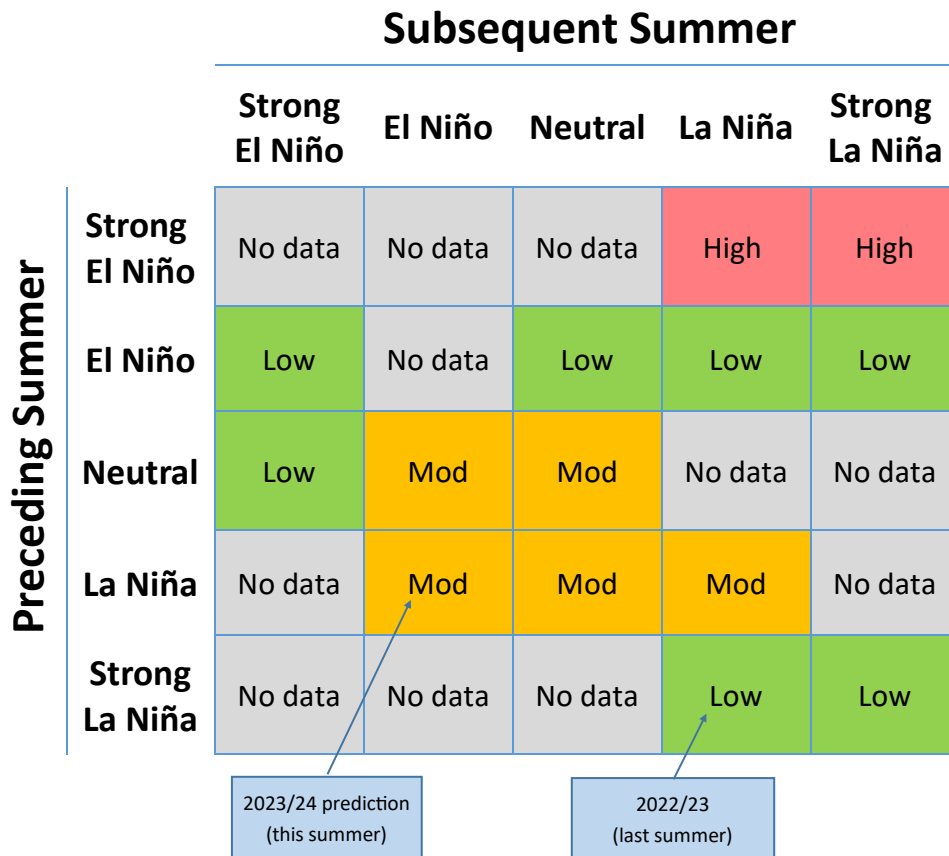 Subsequent Summer
Strong
El Niño
El Niño
Neutral
La Niña
Strong
La Niña
Preceding Summer
Strong
El Niño
No data
No data
No data
High
High
El Niño
Low
No data
Low
Low
Low
Neutral
Low
Mod
Mod
No data
No data
La Niña
No data
Mod
Mod
Mod
No data
Strong
La Niña
No data
No data
No data
Low
Low
2023/24 prediction
(this summer)
2022/23
(last summer)